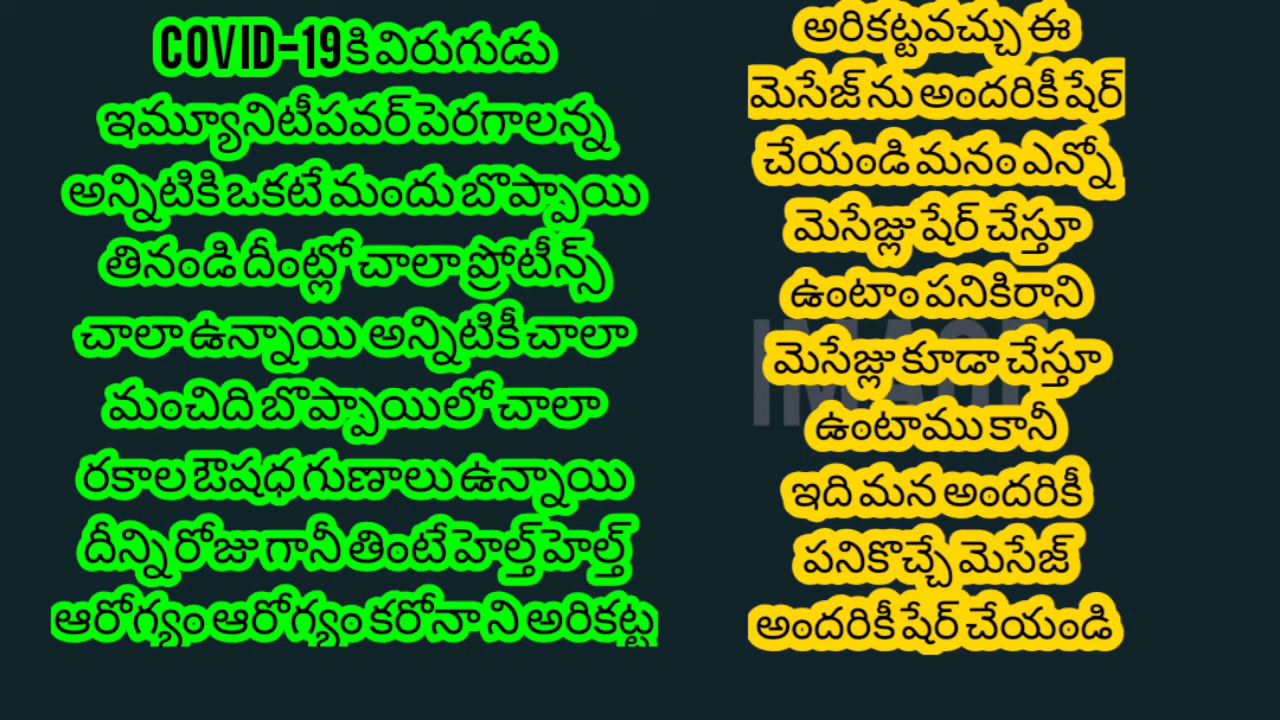 COVID-19 కి విరుగుడు
ఇమ్యూనిటీ పవర్ పెరగాలన్న
అన్నిటికి ఒకటే మందు బొప్పాయి
తినండి దీంట్లో చాలా ప్రోటీన్స్
చాలా ఉన్నాయి అన్నిటికీ చాలా
మంచిది బొప్పాయిలో చాలా
రకాల ఔషధ గుణాలు ఉన్నాయి
దీన్ని రోజు గానీ తింటే హెల్త్ హెల్త్
ఆరోగ్యం ఆరోగ్యం కరోనా ని అరికట్ట
అరికట్టవచ్చు ఈ
మెసేజ్ ను అందరికీ షేర్
చేయండి మనం ఎన్నో
మెసేజ్లు షేర్ చేస్తూ
ఉంటాం పనికిరాని
మెసేజ్లు కూడా చేస్తూ
ఉంటాము కానీ
ఇది మన అందరికీ
పనికొచ్చే మెసేజ్
అందరికీ షేర్ చేయండి